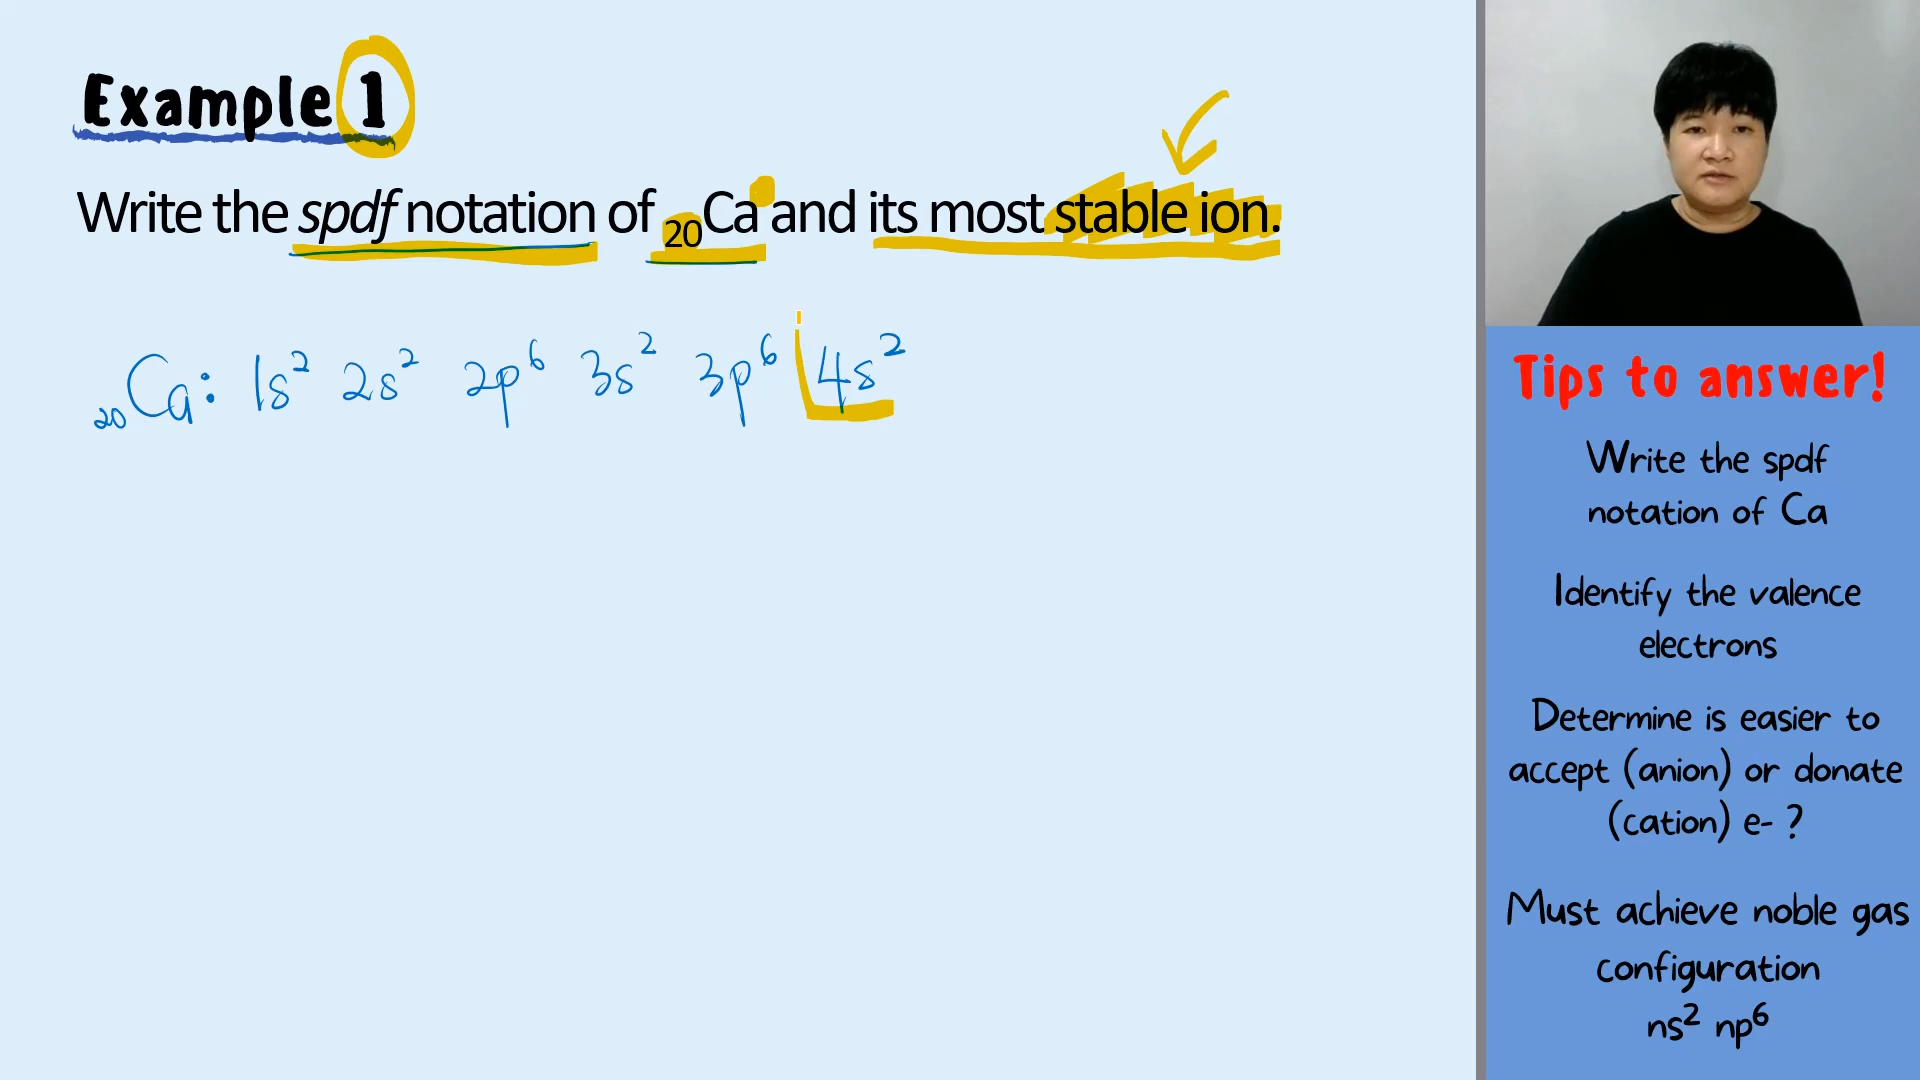 Example 1
Write the spdf notation of ₂₀Ca and its most stable ion.
₂₀Ca: 1s² 2s² 2p⁶ 3s² 3p⁶ 4s²
Tips to answer!
Write the spdf
notation of Ca
Identify the valence
electrons
Determine is easier to
accept (anion) or donate
(cation) e- ?
Must achieve noble gas
configuration
ns² np⁶